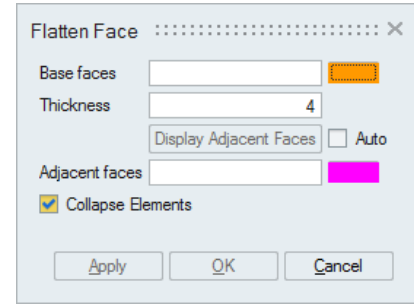 Flatten Face
Base faces
Thickness 4
Display Adjacent Faces Auto
Adjacent faces
Collapse Elements
Apply OK Cancel